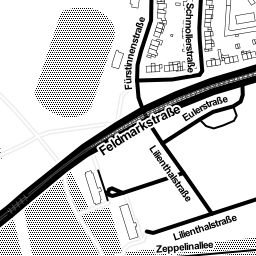 Fürstinnenstraße
Schmollerstraße
Feldmarkstraße
Eulerstraße
Lilienthalstraße
Lilienthalstraße
Zeppelinallee